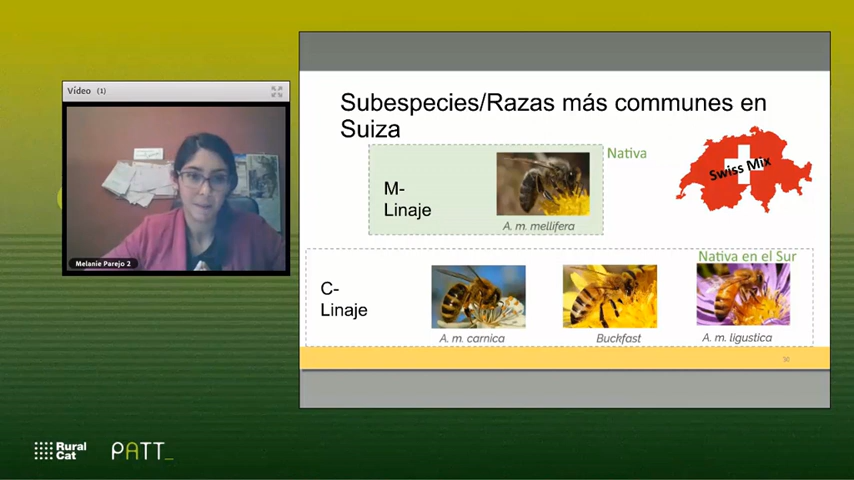 Vídeo (1)
Melanie Parejo 2
Subespecies/Razas más communes en
Suiza
Nativa
Swiss Mix
M-
Linaje
A. m. mellifera
Nativa en el Sur
C-
Linaje
A. m. carnica
Buckfast
A. m. ligustica
Rural
Cat
PATT_